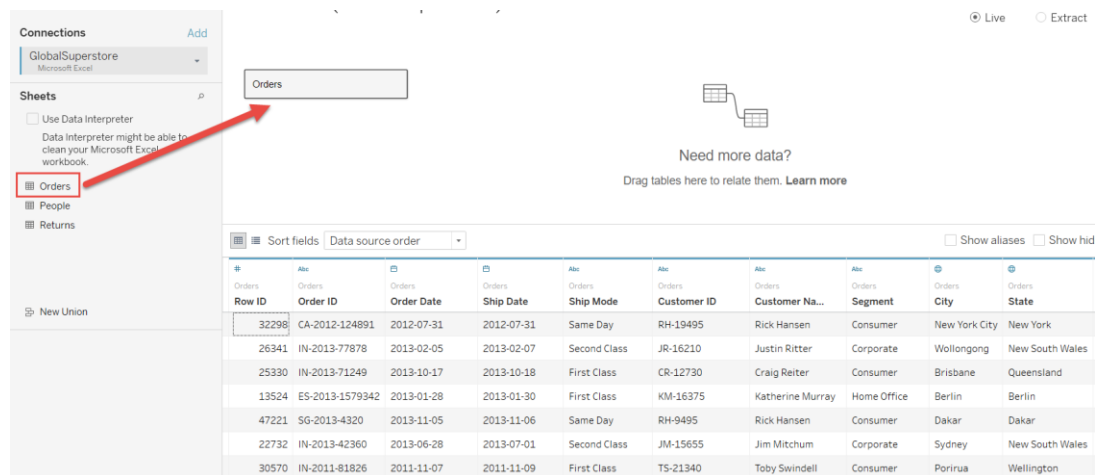 Live
Extract
Connections
Add
GlobalSuperstore
Microsoft Excel
Orders
Sheets
Use Data Interpreter
Data Interpreter might be able to
clean your Microsoft Excel
workbook.
Need more data?
Drag tables here to relate them. Learn more
Orders
People
Returns
New Union
Sort fields Data source order
Show aliases
Show hid
# Abc Abc Abc Abc Abc
Orders Orders Orders Orders Orders Orders Orders Orders Orders Orders
Row ID Order ID Order Date Ship Date Ship Mode Customer ID Customer Na... Segment City State
32298 CA-2012-124891 2012-07-31 2012-07-31 Same Day RH-19495 Rick Hansen Consumer New York City New York
26341 IN-2013-77878 2013-02-05 2013-02-07 Second Class JR-16210 Justin Ritter Corporate Wollongong New South Wales
25330 IN-2013-71249 2013-10-17 2013-10-18 First Class CR-12730 Craig Reiter Consumer Brisbane Queensland
13524 ES-2013-1579342 2013-01-28 2013-01-30 First Class KM-16375 Katherine Murray Home Office Berlin Berlin
47221 SG-2013-4320 2013-11-05 2013-11-06 Same Day RH-9495 Rick Hansen Consumer Dakar Dakar
22732 IN-2013-42360 2013-06-28 2013-07-01 Second Class JM-15655 Jim Mitchum Corporate Sydney New South Wales
30570 IN-2011-81826 2011-11-07 2011-11-09 First Class TS-21340 Toby Swindell Consumer Porirua Wellington